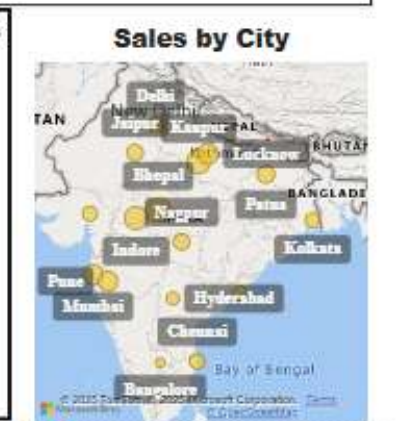 Sales by City
Delhi
New Delhi
TAN
Jaipur Kanpur NEPAL
Lucknow BHUTAN
Bhopal
BANGLADE
Nagpur Patna
Indore Kolkata
Pune
Mumbai Hyderabad
Chennai
Bay of Bengal
Bangalore